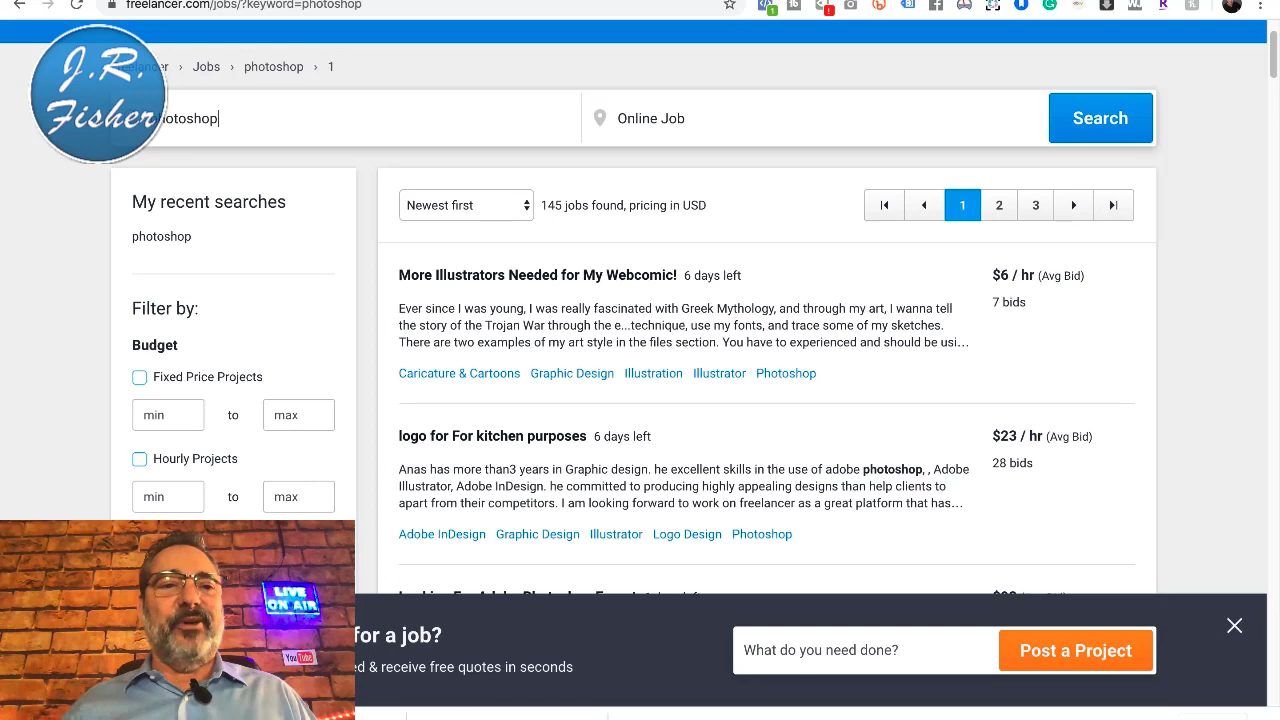 freelancer.com/jobs/?keyword=photoshop
J.R. Fisher
Jobs › photoshop › 1
photoshop
Online Job
Search
My recent searches
photoshop
Filter by:
Budget
Fixed Price Projects
min to max
Hourly Projects
min to max
Newest first
145 jobs found, pricing in USD
1 2 3
More Illustrators Needed for My Webcomic! 6 days left
$6 / hr (Avg Bid)
7 bids
Ever since I was young, I was really fascinated with Greek Mythology, and through my art, I wanna tell
the story of the Trojan War through the e...technique, use my fonts, and trace some of my sketches.
There are two examples of my art style in the files section. You have to experienced and should be usi...
Caricature & Cartoons Graphic Design Illustration Illustrator Photoshop
logo for For kitchen purposes 6 days left
$23 / hr (Avg Bid)
28 bids
Anas has more than3 years in Graphic design. he excellent skills in the use of adobe photoshop, , Adobe
Illustrator, Adobe InDesign. he committed to producing highly appealing designs than help clients to
apart from their competitors. I am looking forward to work on freelancer as a great platform that has...
Adobe InDesign Graphic Design Illustrator Logo Design Photoshop
for a job?
& receive free quotes in seconds
What do you need done?
Post a Project
LIVE
ON AIR
YouTube